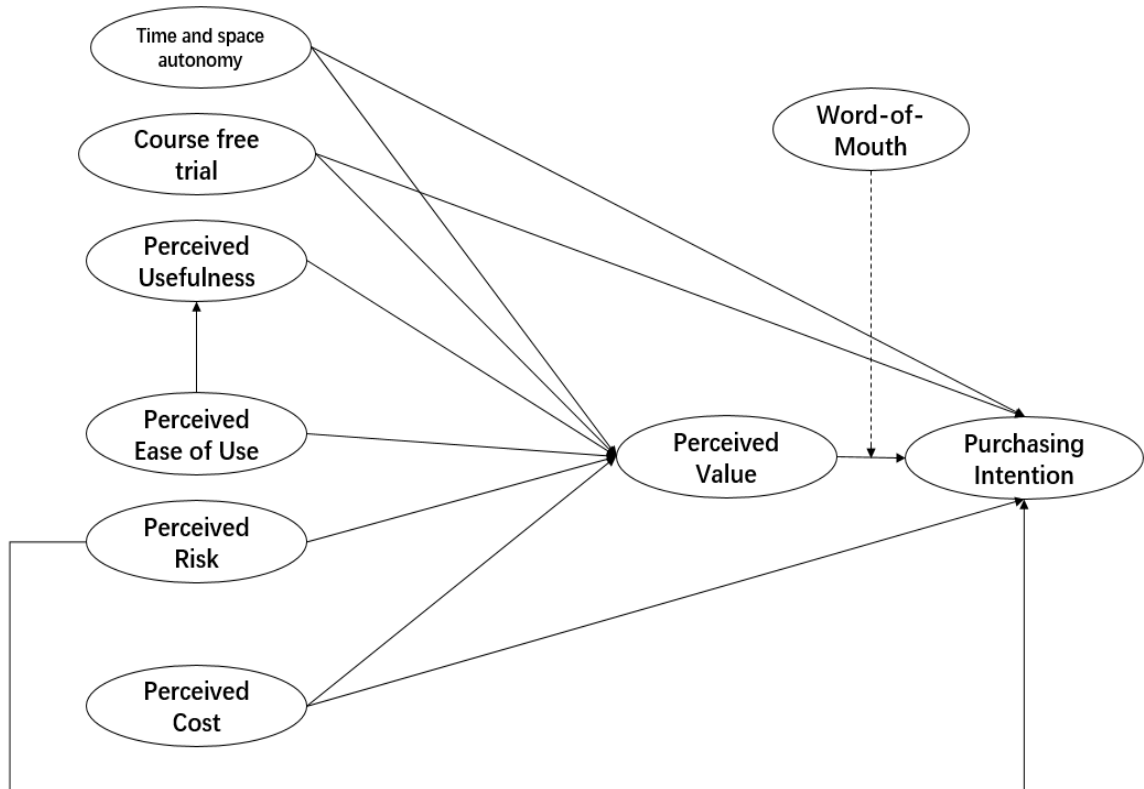 Time and space
autonomy
Course free
trial
Word-of-
Mouth
Perceived
Usefulness
Perceived
Ease of Use
Perceived
Value
Purchasing
Intention
Perceived
Risk
Perceived
Cost